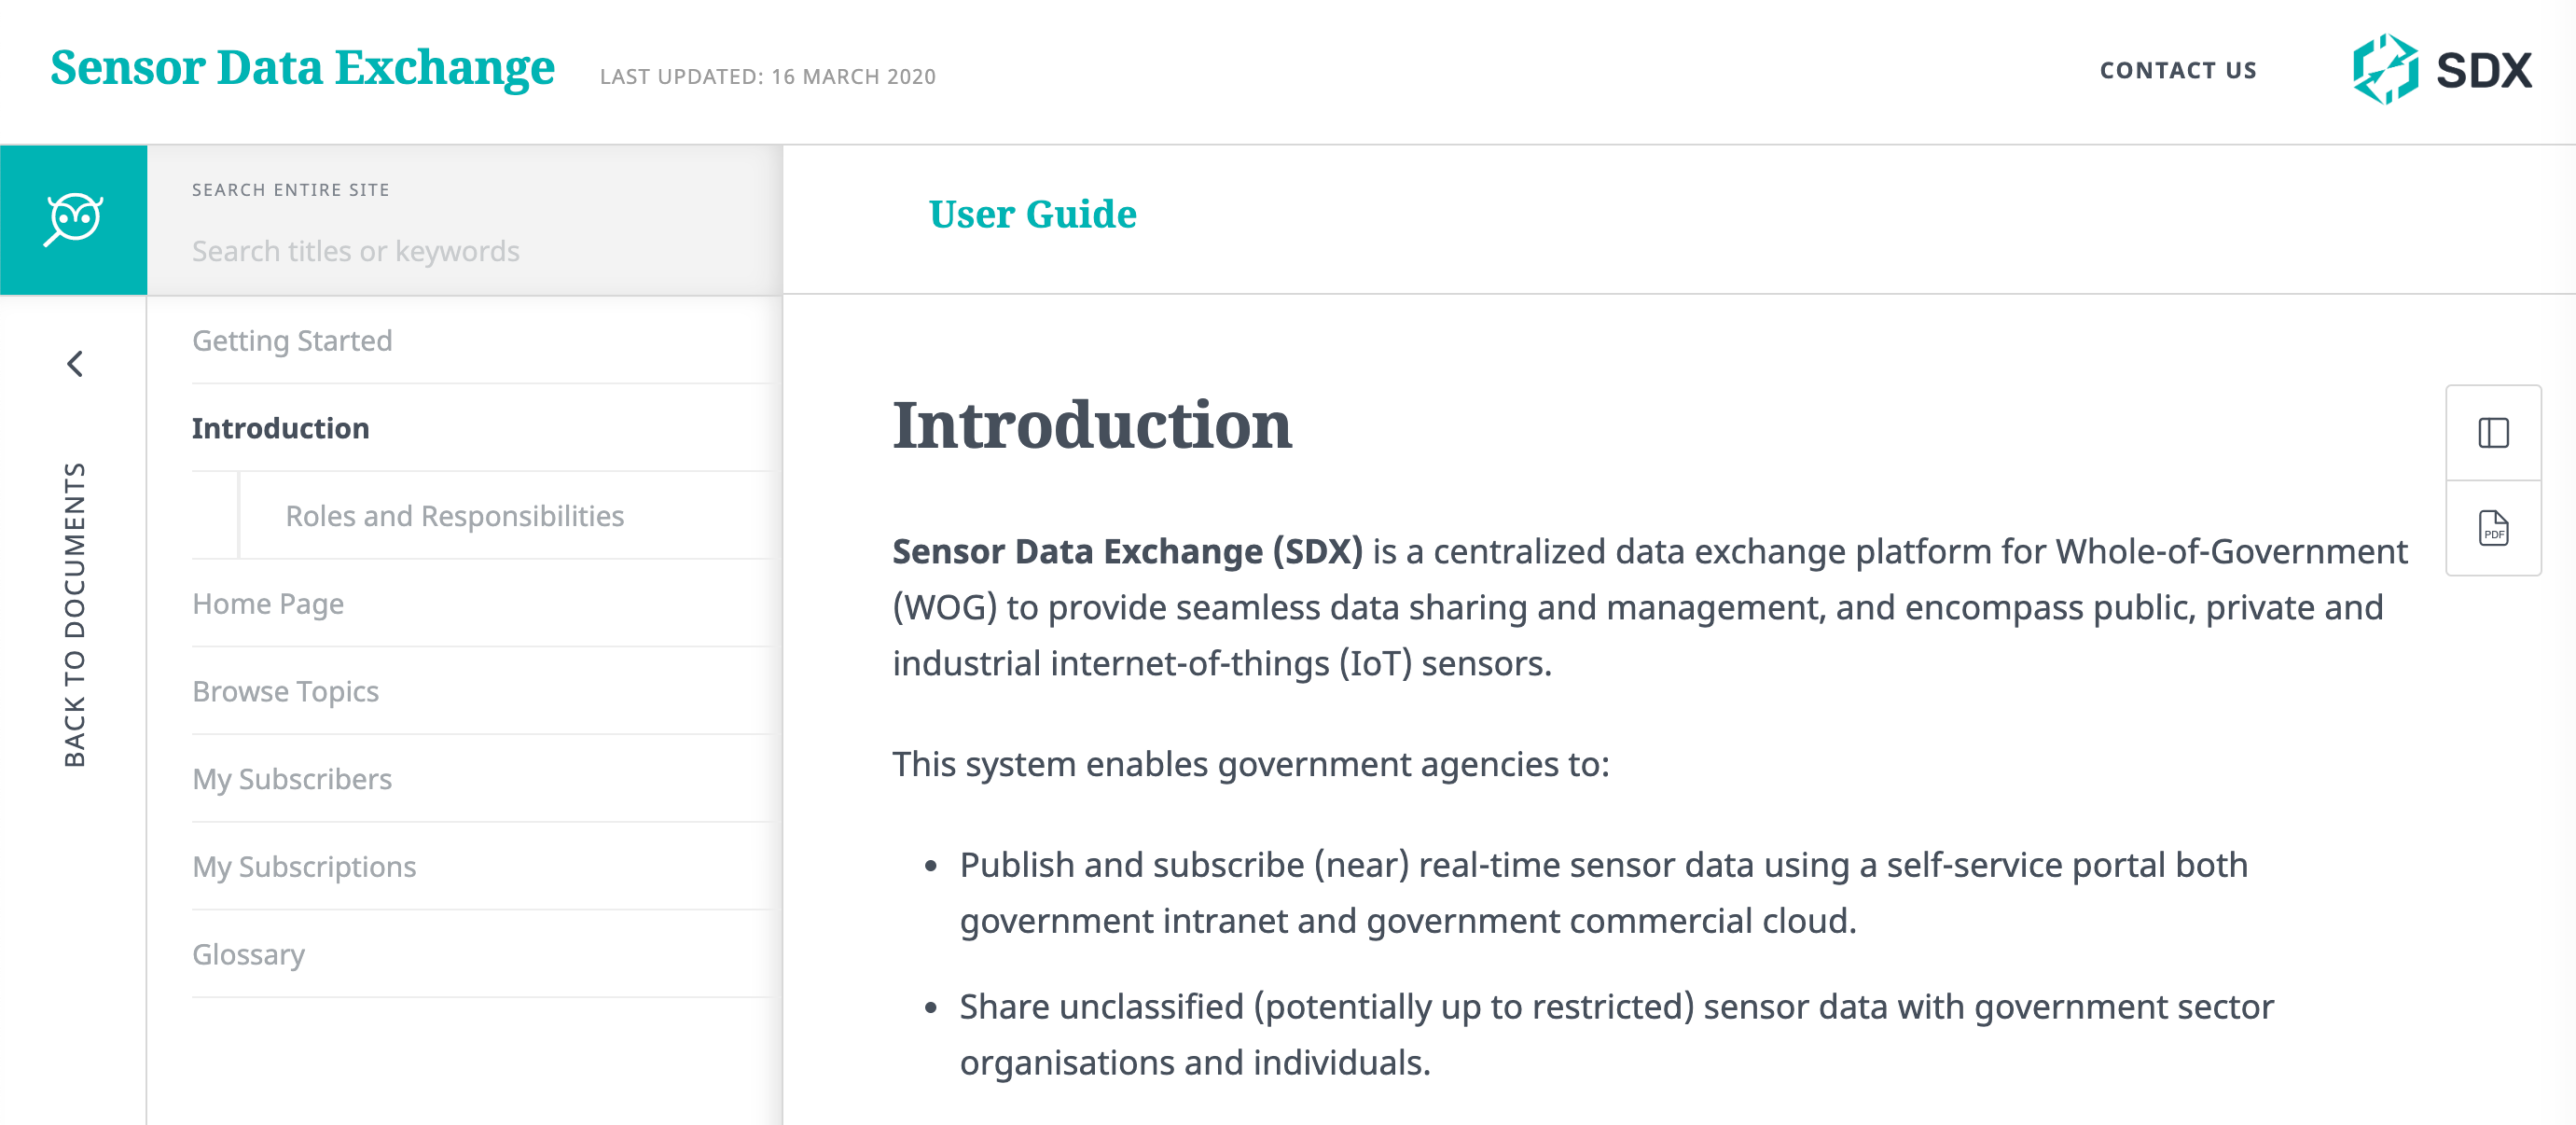 Sensor Data Exchange
LAST UPDATED: 16 MARCH 2020
CONTACT US
SDX
SEARCH ENTIRE SITE
Search titles or keywords
User Guide
BACK TO DOCUMENTS
Getting Started
Introduction
Roles and Responsibilities
Home Page
Browse Topics
My Subscribers
My Subscriptions
Glossary
Introduction
PDF
Sensor Data Exchange (SDX) is a centralized data exchange platform for Whole-of-Government
(WOG) to provide seamless data sharing and management, and encompass public, private and
industrial internet-of-things (IoT) sensors.
This system enables government agencies to:
• Publish and subscribe (near) real-time sensor data using a self-service portal both
government intranet and government commercial cloud.
• Share unclassified (potentially up to restricted) sensor data with government sector
organisations and individuals.